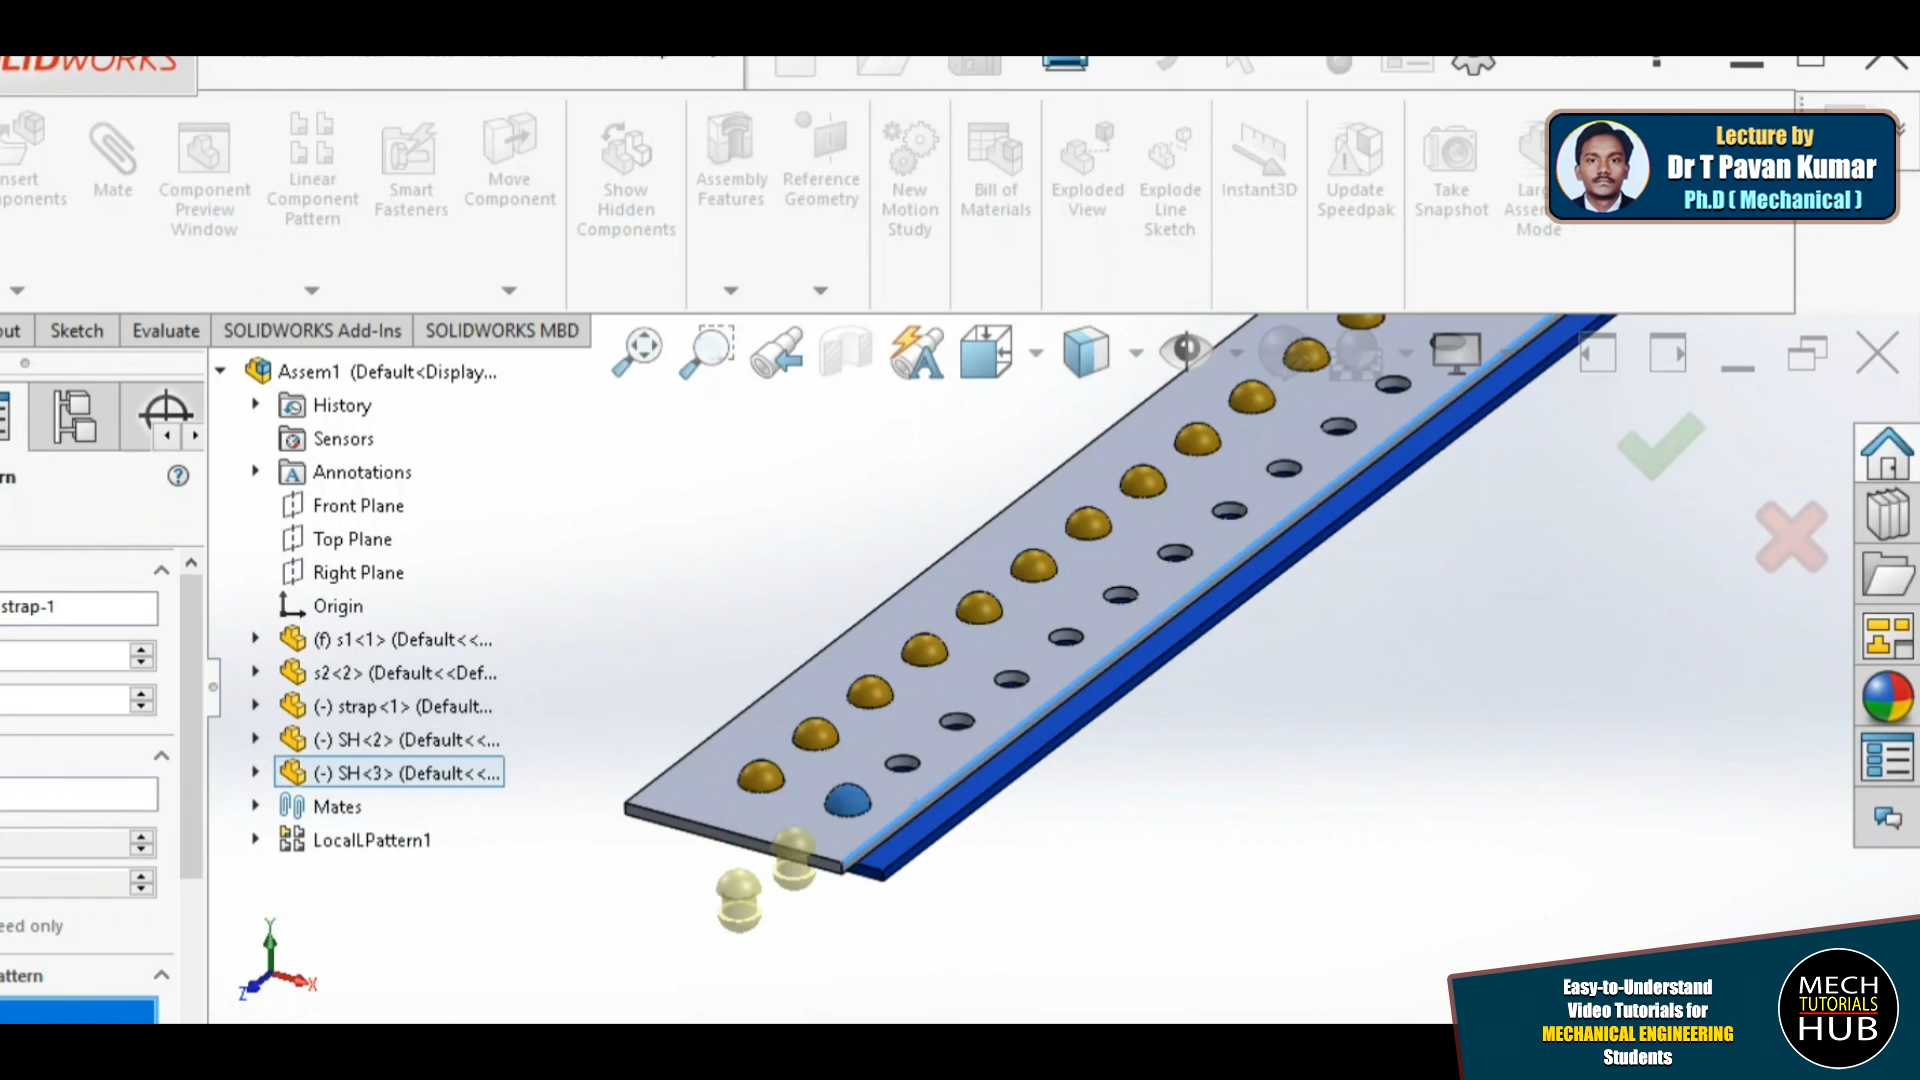 SOLIDWORKS
Mate
Component
Preview
Window
Linear
Component
Pattern
Smart
Fasteners
Move
Component
Show
Hidden
Components
Assembly
Features
Reference
Geometry
New
Motion
Study
Bill of
Materials
Exploded
View
Explode
Line
Sketch
Instant3D
Update
Speedpak
Take
Snapshot
Mode
Lecture by
Dr T Pavan Kumar
Ph.D ( Mechanical )
out
Sketch
Evaluate
SOLIDWORKS Add-Ins
SOLIDWORKS MBD
Assem1 (Default<Display...
History
Sensors
Annotations
Front Plane
Top Plane
Right Plane
Origin
(f) s1<1> (Default<<...
s2<2> (Default<<Def...
(-) strap<1> (Default...
(-) SH<2> (Default<<...
(-) SH<3> (Default<<...
Mates
LocalLPattern1
rn
strap-1
eed only
attern
Y
X
Z
Easy-to-Understand
Video Tutorials for
MECHANICAL ENGINEERING
Students
MECH
TUTORIALS
HUB